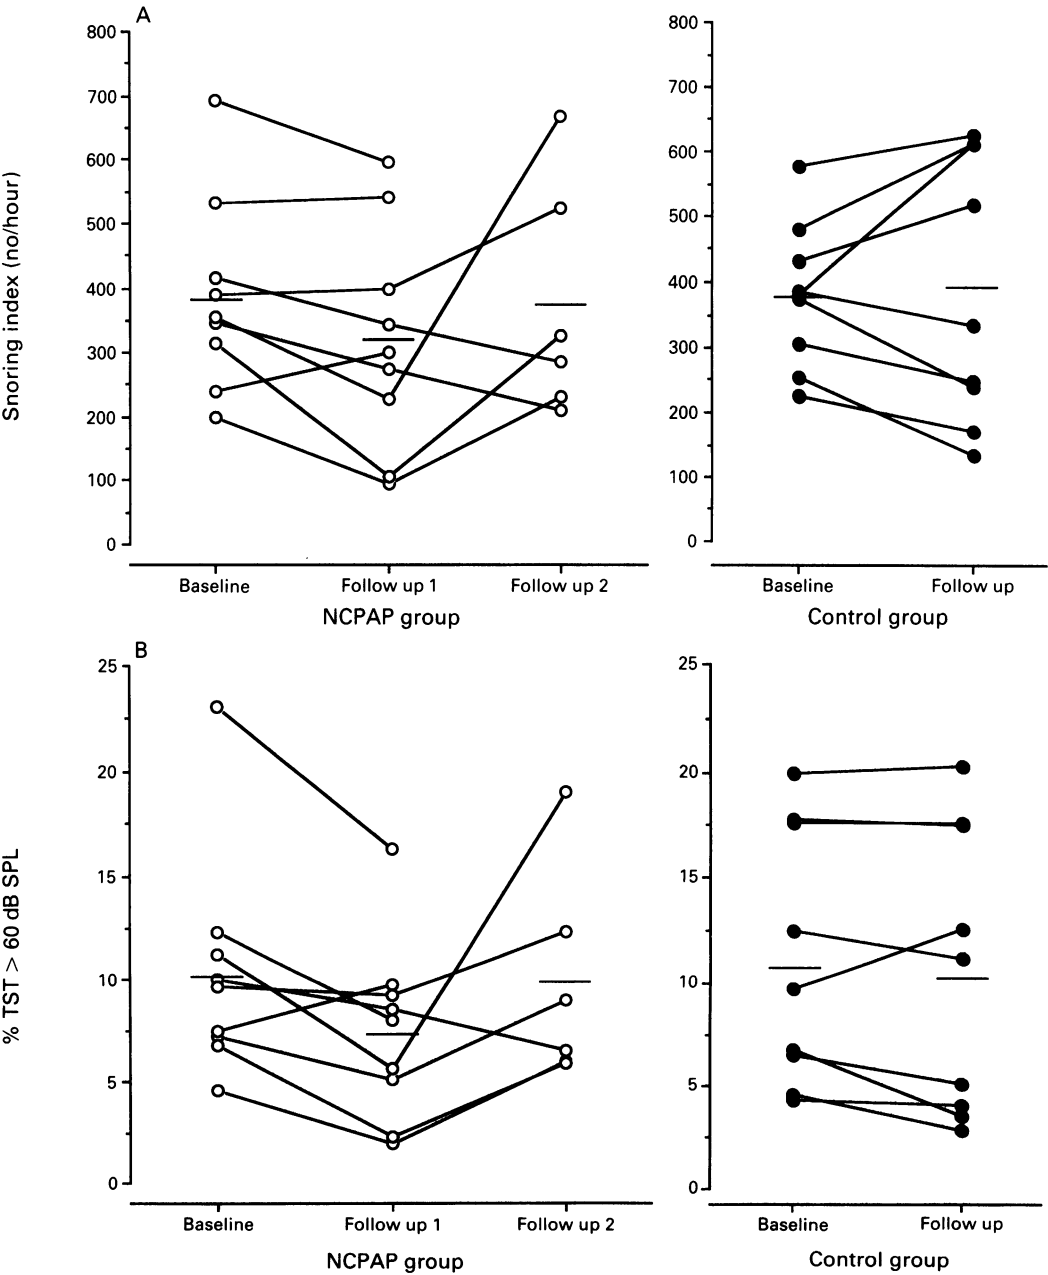 A
Snoring index (no/hour)
800
700
600
500
400
300
200
100
0
Baseline Follow up 1 Follow up 2
NCPAP group
800
700
600
500
400
300
200
100
0
Baseline Follow up
Control group
B
% TST > 60 dB SPL
25
20
15
10
5
0
Baseline Follow up 1 Follow up 2
NCPAP group
25
20
15
10
5
0
Baseline Follow up
Control group